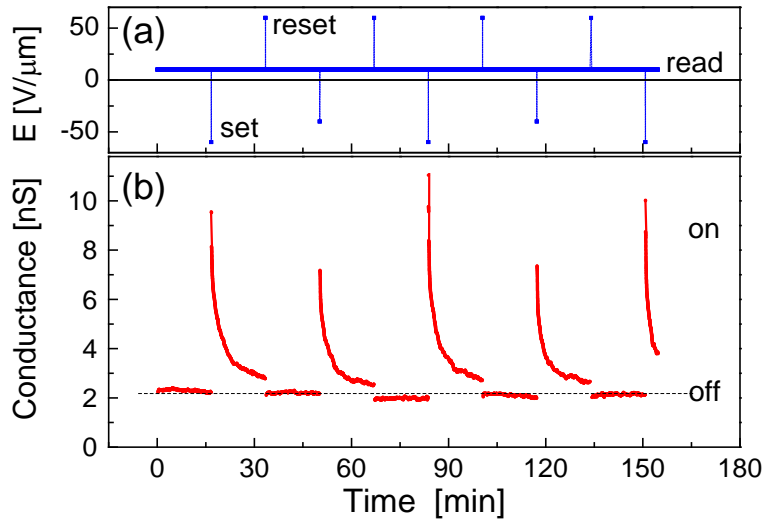 (a)
reset
read
set
E [V/μm]
50
0
-50
(b)
on
off
Conductance [nS]
10
8
6
4
2
0
0 30 60 90 120 150 180
Time [min]